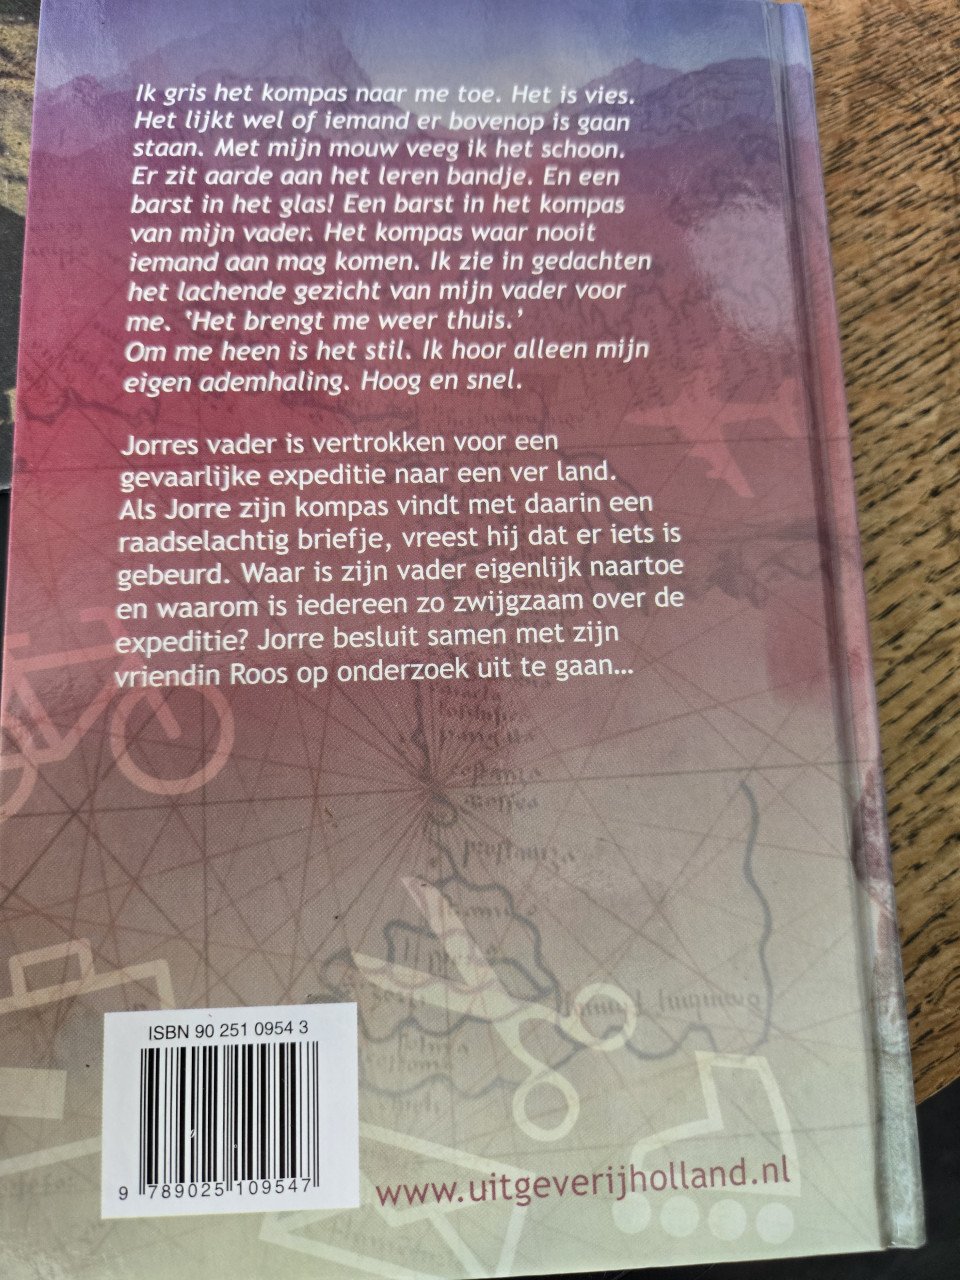 Ik gris het kompas naar me toe. Het is vies.
Het lijkt wel of iemand er bovenop is gaan
staan. Met mijn mouw veeg ik het schoon.
Er zit aarde aan het leren bandje. En een
barst in het glas! Een barst in het kompas
van mijn vader. Het kompas waar nooit
iemand aan mag komen. Ik zie in gedachten
het lachende gezicht van mijn vader voor
me. ‘Het brengt me weer thuis.’
Om me heen is het stil. Ik hoor alleen mijn
eigen ademhaling. Hoog en snel.
Jorres vader is vertrokken voor een
gevaarlijke expeditie naar een ver land.
Als Jorre zijn kompas vindt met daarin een
raadselachtig briefje, vreest hij dat er iets is
gebeurd. Waar is zijn vader eigenlijk naartoe
en waarom is iedereen zo zwijgzaam over de
expeditie? Jorre besluit samen met zijn
vriendin Roos op onderzoek uit te gaan...
ISBN 90 251 0954 3
9 789025 109547
www.uitgeverijholland.nl